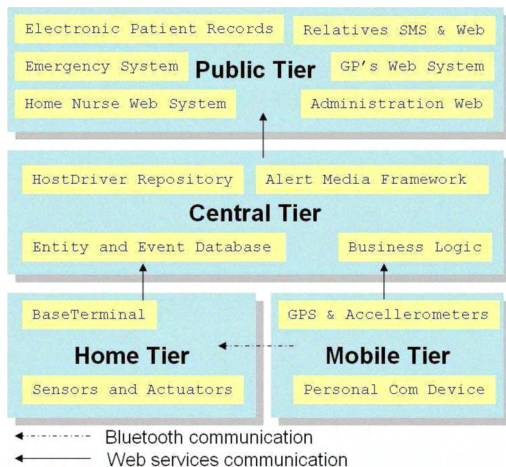 Electronic Patient Records
Relatives SMS & Web
Emergency System
Public Tier
GP's Web System
Home Nurse Web System
Administration Web
HostDriver Repository
Alert Media Framework
Central Tier
Entity and Event Database
Business Logic
BaseTerminal
GPS & Accellerometers
Home Tier
Mobile Tier
Sensors and Actuators
Personal Com Device
Bluetooth communication
Web services communication